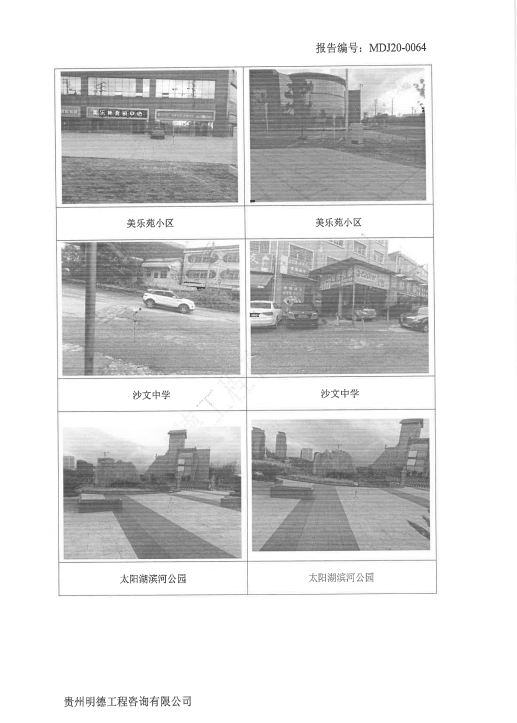 报告编号：MDJ20-0064
美乐苑小区
美乐苑小区
沙文中学
沙文中学
太阳湖滨河公园
太阳湖滨河公园
贵州明德工程咨询有限公司